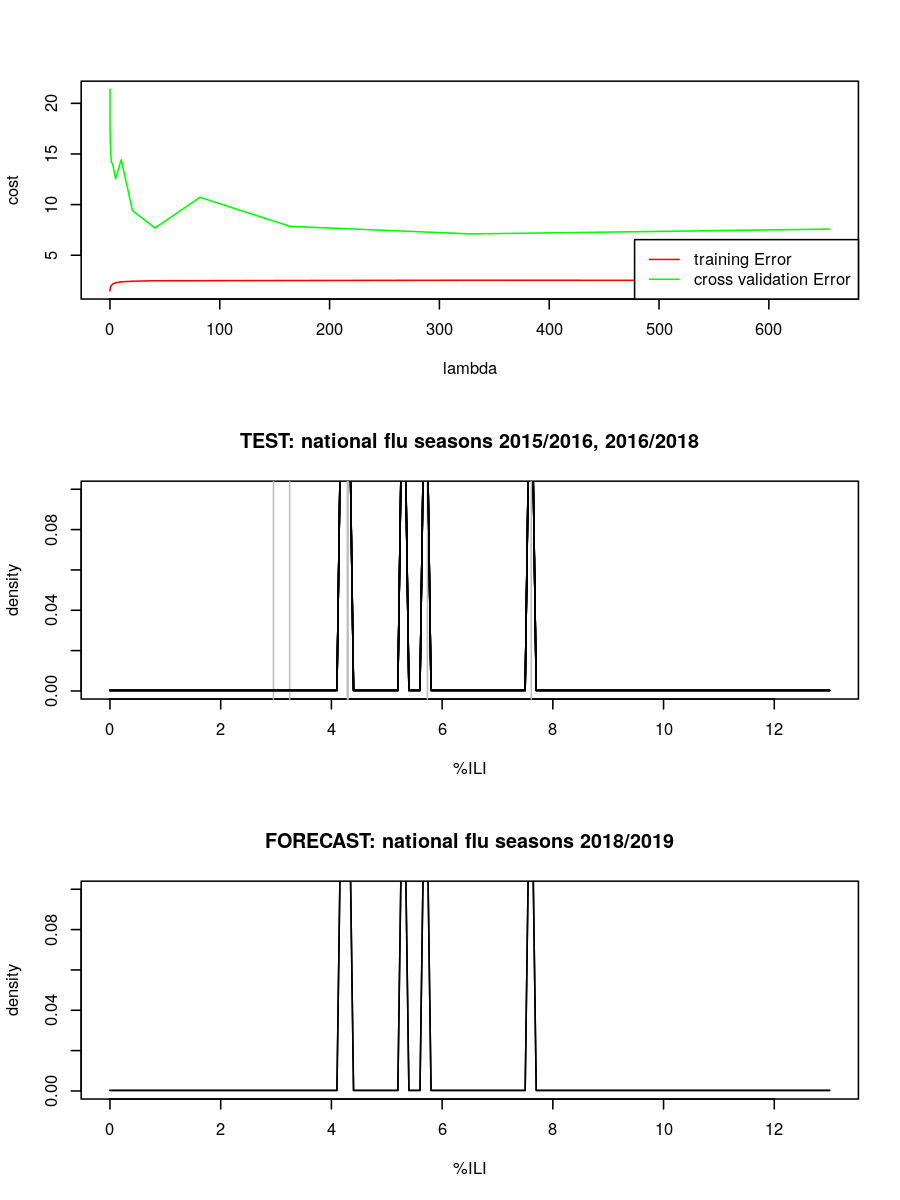 20
15
10
5
cost
training Error
cross validation Error
0 100 200 300 400 500 600
lambda
TEST: national flu seasons 2015/2016, 2016/2018
0.08
0.04
0.00
density
0 2 4 6 8 10 12
%ILI
FORECAST: national flu seasons 2018/2019
0.08
0.04
0.00
density
0 2 4 6 8 10 12
%ILI